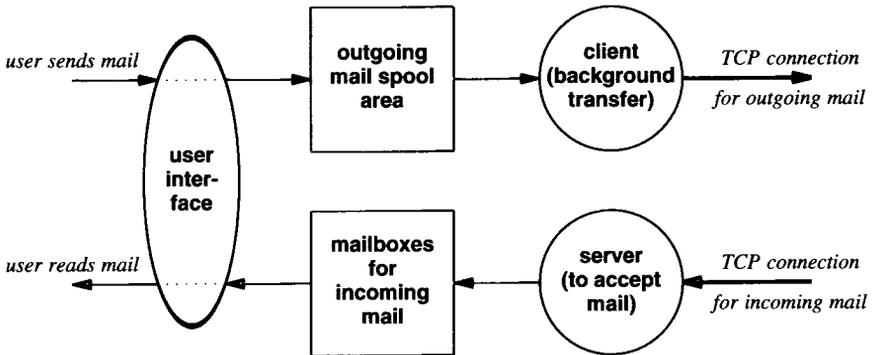 user sends mail
outgoing
mail spool
area
client
(background
transfer)
TCP connection
for outgoing mail
user
inter-
face
user reads mail
mailboxes
for
incoming
mail
server
(to accept
mail)
TCP connection
for incoming mail